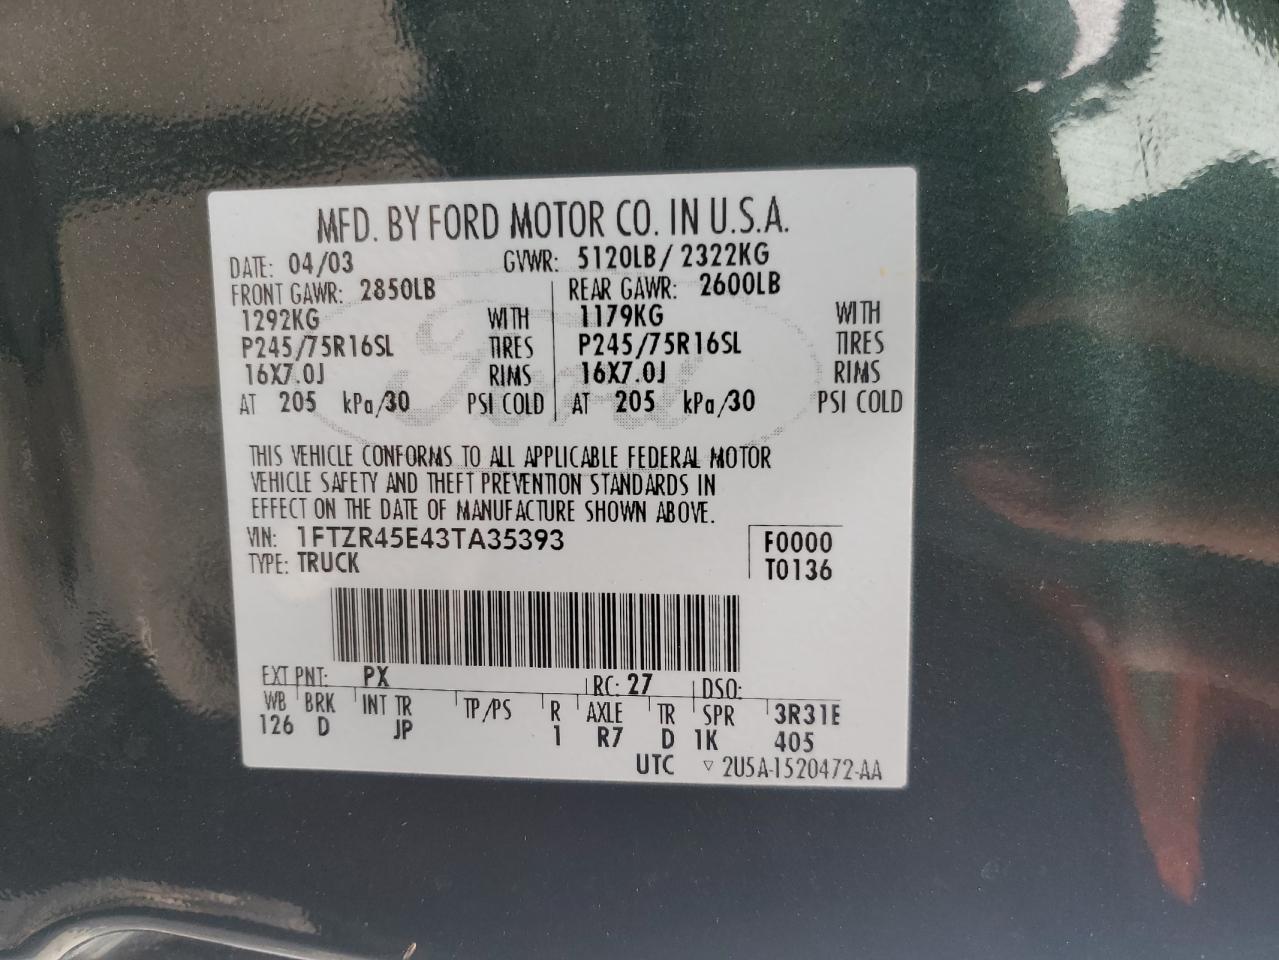 MFD. BY FORD MOTOR CO. IN U.S.A.
DATE: 04/03 GVWR: 5120LB / 2322KG
FRONT GAWR: 2850LB REAR GAWR: 2600LB
1292KG WITH 1179KG WITH
P245/75R16SL TIRES P245/75R16SL TIRES
16X7.0J RIMS 16X7.0J RIMS
AT 205 kPa/30 PSI COLD AT 205 kPa/30 PSI COLD
Ford
THIS VEHICLE CONFORMS TO ALL APPLICABLE FEDERAL MOTOR
VEHICLE SAFETY AND THEFT PREVENTION STANDARDS IN
EFFECT ON THE DATE OF MANUFACTURE SHOWN ABOVE.
VIN: 1FTZR45E43TA35393 F0000
TYPE: TRUCK T0136
EXT PNT: PX RC: 27 DSO:
WB BRK INT TR TP/PS R AXLE TR SPR 3R31E
126 D JP 1 R7 D 1K 405
UTC ▽ 2U5A-1520472-AA